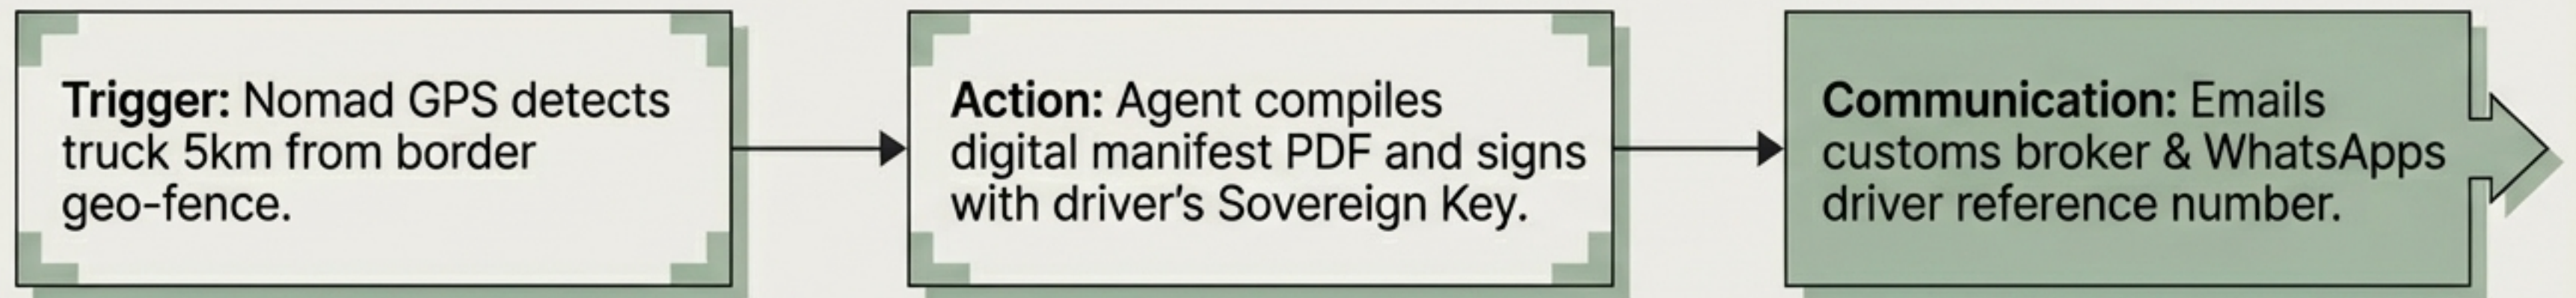 Trigger: Nomad GPS detects
truck 5km from border
geo-fence.
Action: Agent compiles
digital manifest PDF and signs
with driver’s Sovereign Key.
Communication: Emails
customs broker & WhatsApps
driver reference number.